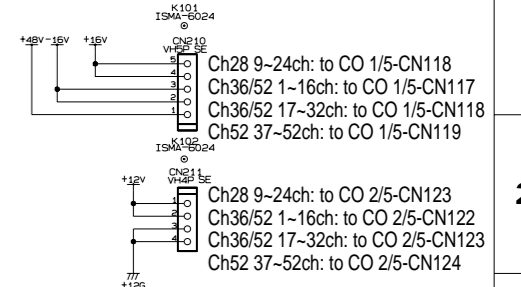 K101
ISMA-6024
+48V -16V +16V
CN210
VH5P SE
5
4
3
2
1
Ch28 9~24ch: to CO 1/5-CN118
Ch36/52 1~16ch: to CO 1/5-CN117
Ch36/52 17~32ch: to CO 1/5-CN118
Ch52 37~52ch: to CO 1/5-CN119
K102
ISMA-6024
CN211
VH4P SE
+12V
1
2
3
4
Ch28 9~24ch: to CO 2/5-CN123
Ch36/52 1~16ch: to CO 2/5-CN122
Ch36/52 17~32ch: to CO 2/5-CN123
Ch52 37~52ch: to CO 2/5-CN124
+12G
2